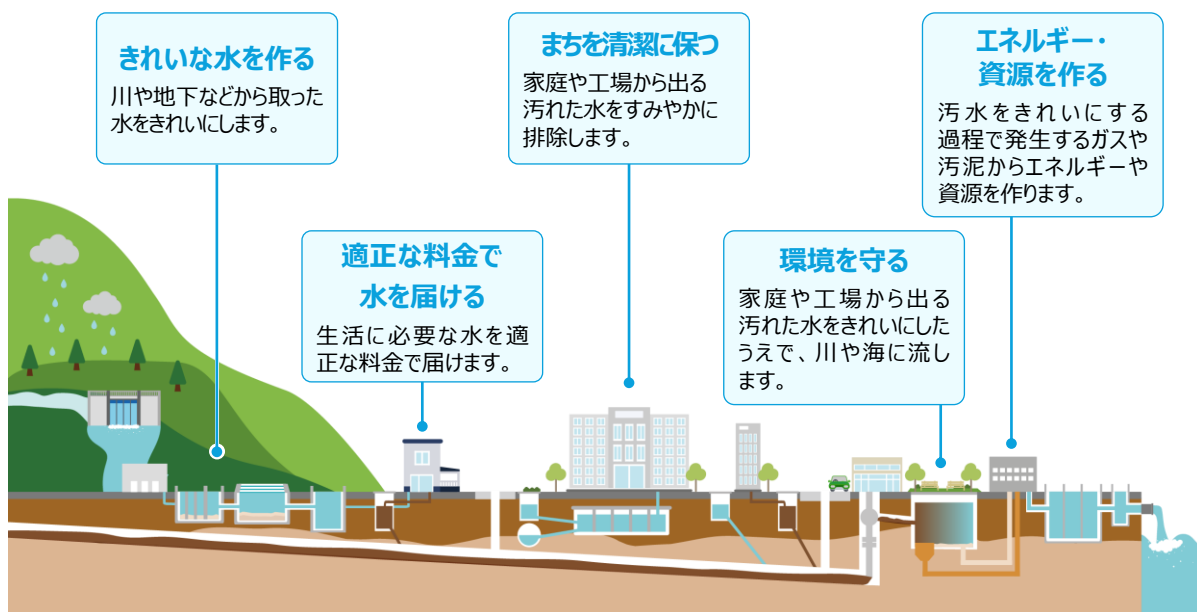 きれいな水を作る
川や地下などから取った
水をきれいにします。
適正な料金で
水を届ける
生活に必要な水を適
正な料金で届けます。
まちを清潔に保つ
家庭や工場から出る
汚れた水をすみやかに
排除します。
環境を守る
家庭や工場から出る
汚れた水をきれいにした
うえで、川や海に流し
ます。
エネルギー・
資源を作る
汚水をきれいにする
過程で発生するガスや
汚泥からエネルギーや
資源を作ります。